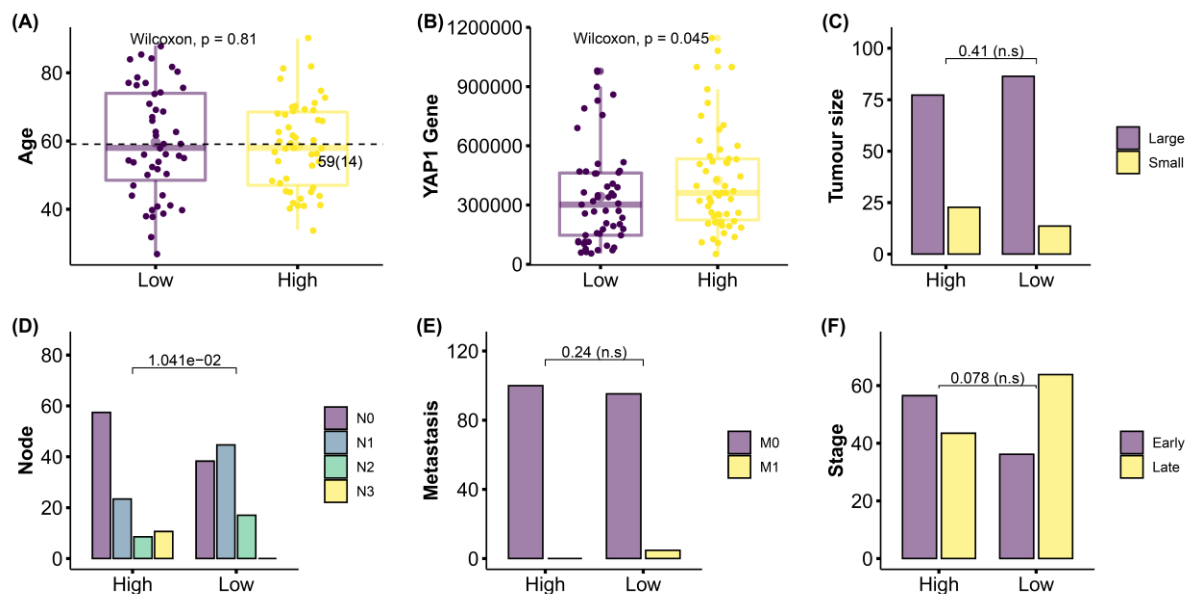 (A)
Wilcoxon, p = 0.81
Age
80
60
40
59(14)
Low
High
(B)
Wilcoxon, p = 0.045
YAP1 Gene
1200000
900000
600000
300000
0
Low
High
(C)
0.41 (n.s)
Tumour size
100
75
50
25
0
High
Low
Large
Small
(D)
1.041e−02
Node
80
60
40
20
0
High
Low
N0
N1
N2
N3
(E)
0.24 (n.s)
Metastasis
120
80
40
0
High
Low
M0
M1
(F)
0.078 (n.s)
Stage
60
40
20
0
High
Low
Early
Late